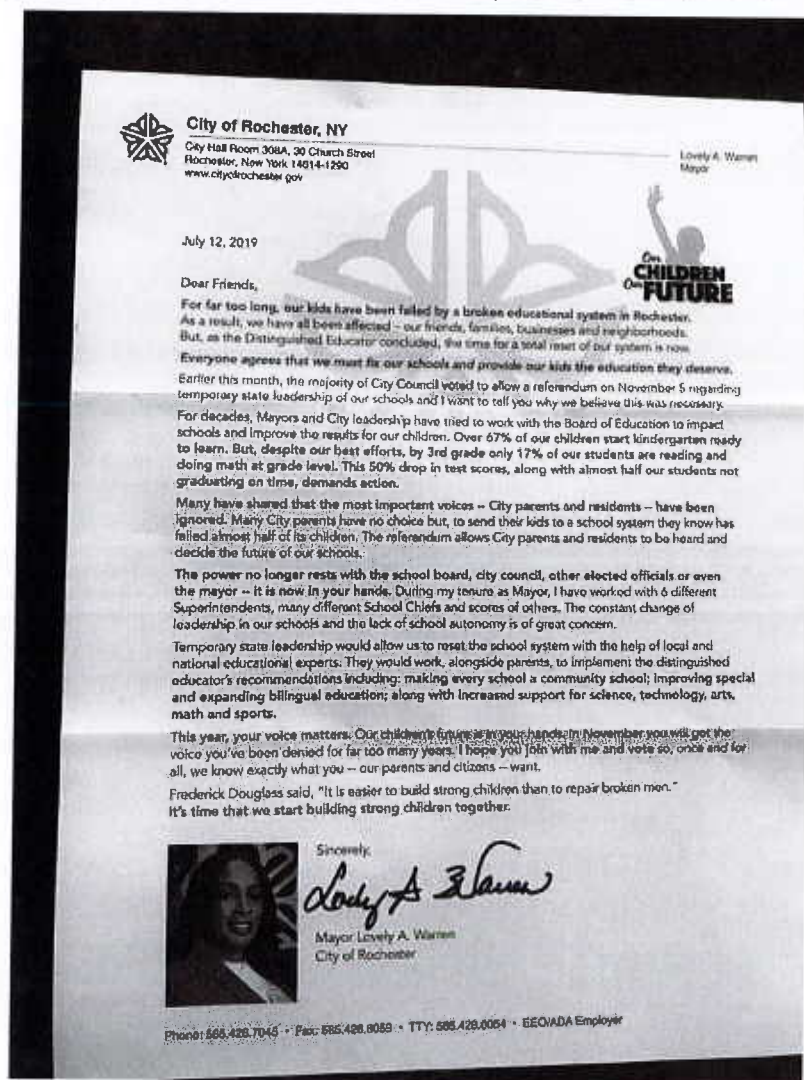 City of Rochester, NY
City Hall Room 308A, 30 Church Street
Rochester, New York 14614-1290
www.cityofrochester.gov
Lovely A. Warren
Mayor
July 12, 2019
Our
CHILDREN
Our FUTURE
Dear Friends,
For far too long, our kids have been failed by a broken educational system in Rochester.
As a result, we have all been affected – our friends, families, businesses and neighborhoods.
But, as the Distinguished Educator concluded, the time for a total reset of our system is now.
Everyone agrees that we must fix our schools and provide our kids the education they deserve.
Earlier this month, the majority of City Council voted to allow a referendum on November 5 regarding
temporary state leadership of our schools and I want to tell you why we believe this was necessary.
For decades, Mayors and City leadership have tried to work with the Board of Education to impact
schools and improve the results for our children. Over 67% of our children start kindergarten ready
to learn. But, despite our best efforts, by 3rd grade only 17% of our students are reading and
doing math at grade level. This 50% drop in test scores, along with almost half our students not
graduating on time, demands action.
Many have shared that the most important voices – City parents and residents – have been
ignored. Many City parents have no choice but, to send their kids to a school system they know has
failed almost half of its children. The referendum allows City parents and residents to be heard and
decide the future of our schools.
The power no longer rests with the school board, city council, other elected officials or even
the mayor – it is now in your hands. During my tenure as Mayor, I have worked with 6 different
Superintendents, many different School Chiefs and scores of others. The constant change of
leadership in our schools and the lack of school autonomy is of great concern.
Temporary state leadership would allow us to reset the school system with the help of local and
national educational experts. They would work, alongside parents, to implement the distinguished
educator's recommendations including: making every school a community school; improving special
and expanding bilingual education; along with increased support for science, technology, arts,
math and sports.
This year, your voice matters. Our children's future is in your hands. In November you will get the
voice you've been denied for far too many years. I hope you join with me and vote so, once and for
all, we know exactly what you – our parents and citizens – want.
Frederick Douglass said, "It is easier to build strong children than to repair broken men."
It's time that we start building strong children together.
Sincerely,
Lovely A Warren
Mayor Lovely A. Warren
City of Rochester
Phone: 585.428.7045 • Fax: 585.428.6059 • TTY: 585.428.6054 • EEO/ADA Employer